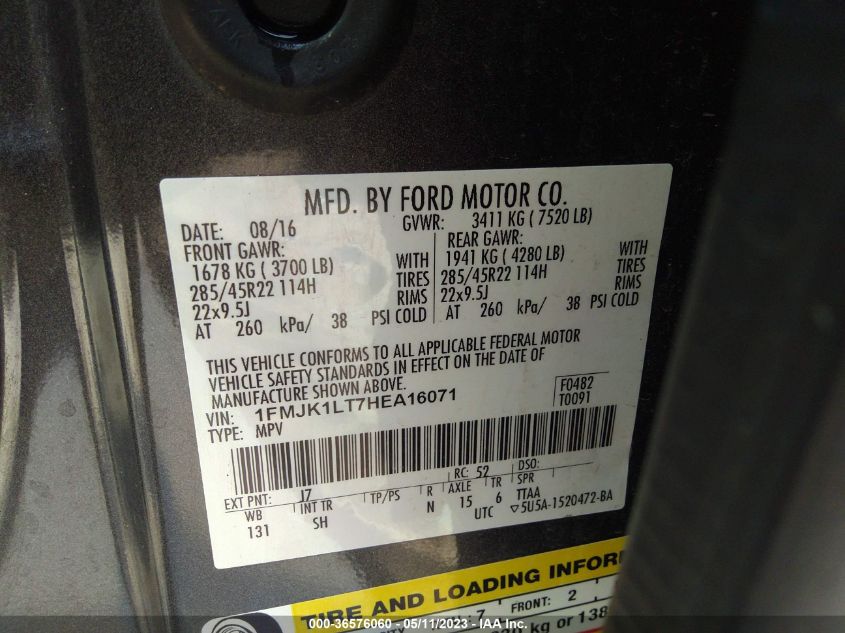 MFD. BY FORD MOTOR CO.
DATE: 08/16 GVWR: 3411 KG ( 7520 LB)
FRONT GAWR: REAR GAWR:
1678 KG ( 3700 LB) WITH 1941 KG ( 4280 LB) WITH
285/45R22 114H TIRES 285/45R22 114H TIRES
22x9.5J RIMS 22x9.5J RIMS
AT 260 kPa/ 38 PSI COLD AT 260 kPa/ 38 PSI COLD
THIS VEHICLE CONFORMS TO ALL APPLICABLE FEDERAL MOTOR
VEHICLE SAFETY STANDARDS IN EFFECT ON THE DATE OF
MANUFACTURE SHOWN ABOVE.
VIN: 1FMJK1LT7HEA16071 F0482
TYPE: MPV T0091
EXT PNT: J7 RC: 52 DSO:
WB INT TR TP/PS R AXLE TR SPR
131 SH N 15 6 TTAA
UTC ▽5U5A-1520472-BA
TIRE AND LOADING INFOR
7 FRONT: 2
kg or 138
000-36576060 - 05/11/2023 - IAA Inc.